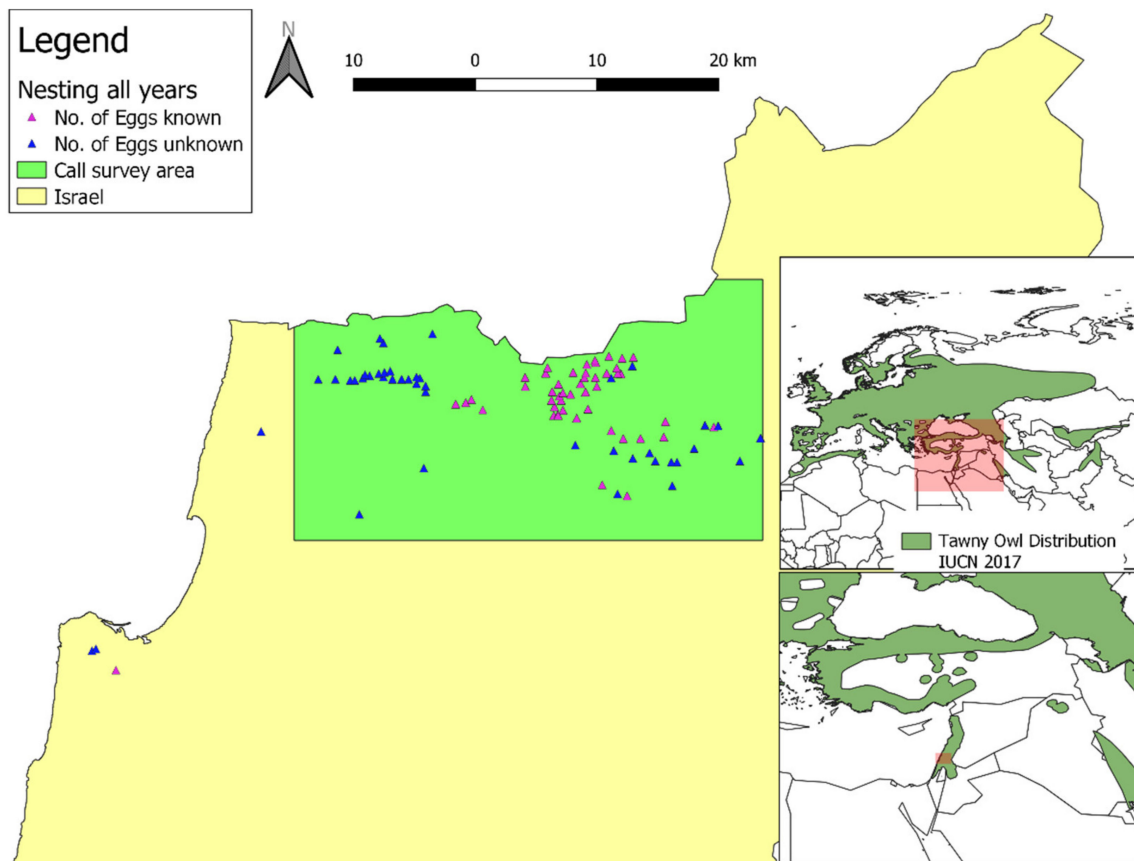 Legend
Nesting all years
No. of Eggs known
No. of Eggs unknown
Call survey area
Israel
N
10 0 10 20 km
Tawny Owl Distribution
IUCN 2017